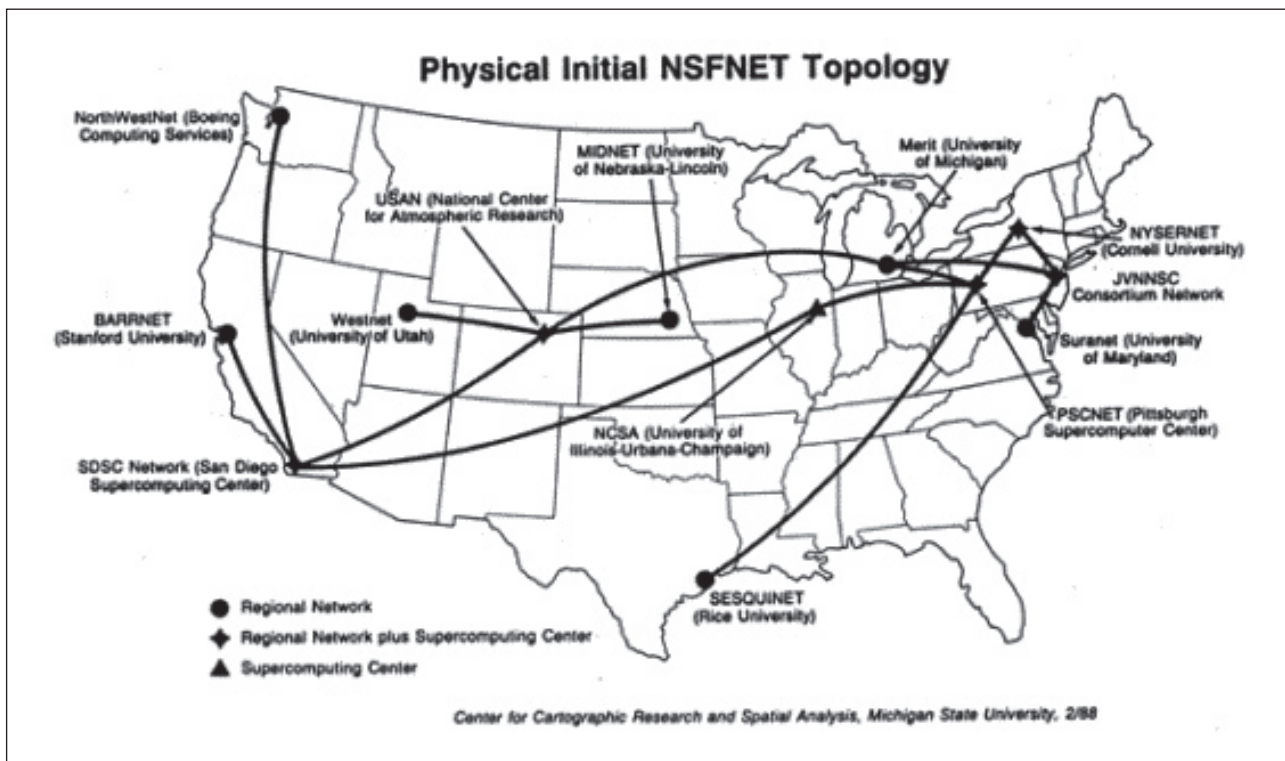 Physical Initial NSFNET Topology
NorthWestNet (Boeing
Computing Services)
MIDNET (University
of Nebraska-Lincoln)
Merit (University
of Michigan)
USAN (National Center
for Atmospheric Research)
NYSERNET
(Cornell University)
JVNNSC
Consortium Network
BARRNET
(Stanford University)
Westnet
(University of Utah)
Suranet (University
of Maryland)
PSCNET (Pittsburgh
Supercomputer Center)
NCSA (University of
Illinois-Urbana-Champaign)
SDSC Network (San Diego
Supercomputing Center)
SESQUINET
(Rice University)
Regional Network
Regional Network plus Supercomputing Center
Supercomputing Center
Center for Cartographic Research and Spatial Analysis, Michigan State University, 2/88